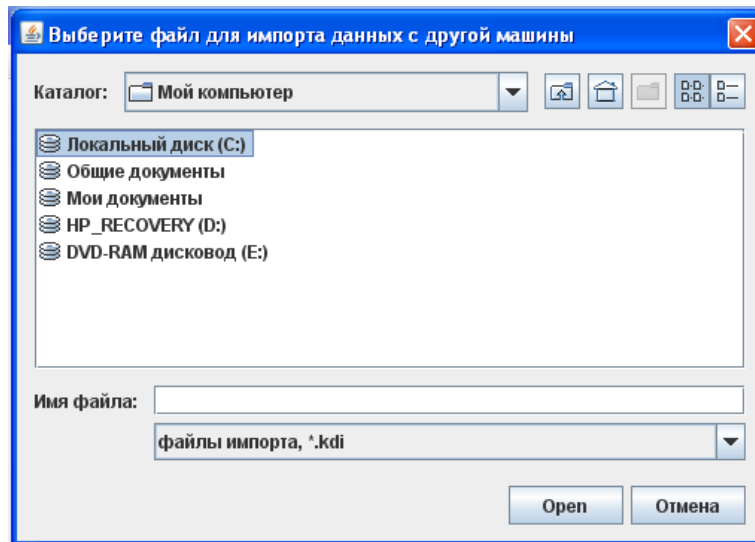 Выберите файл для импорта данных с другой машины
Каталог: Мой компьютер
Локальный диск (C:)
Общие документы
Мои документы
HP_RECOVERY (D:)
DVD-RAM дисковод (E:)
Имя файла:
файлы импорта, *.kdi
Open Отмена